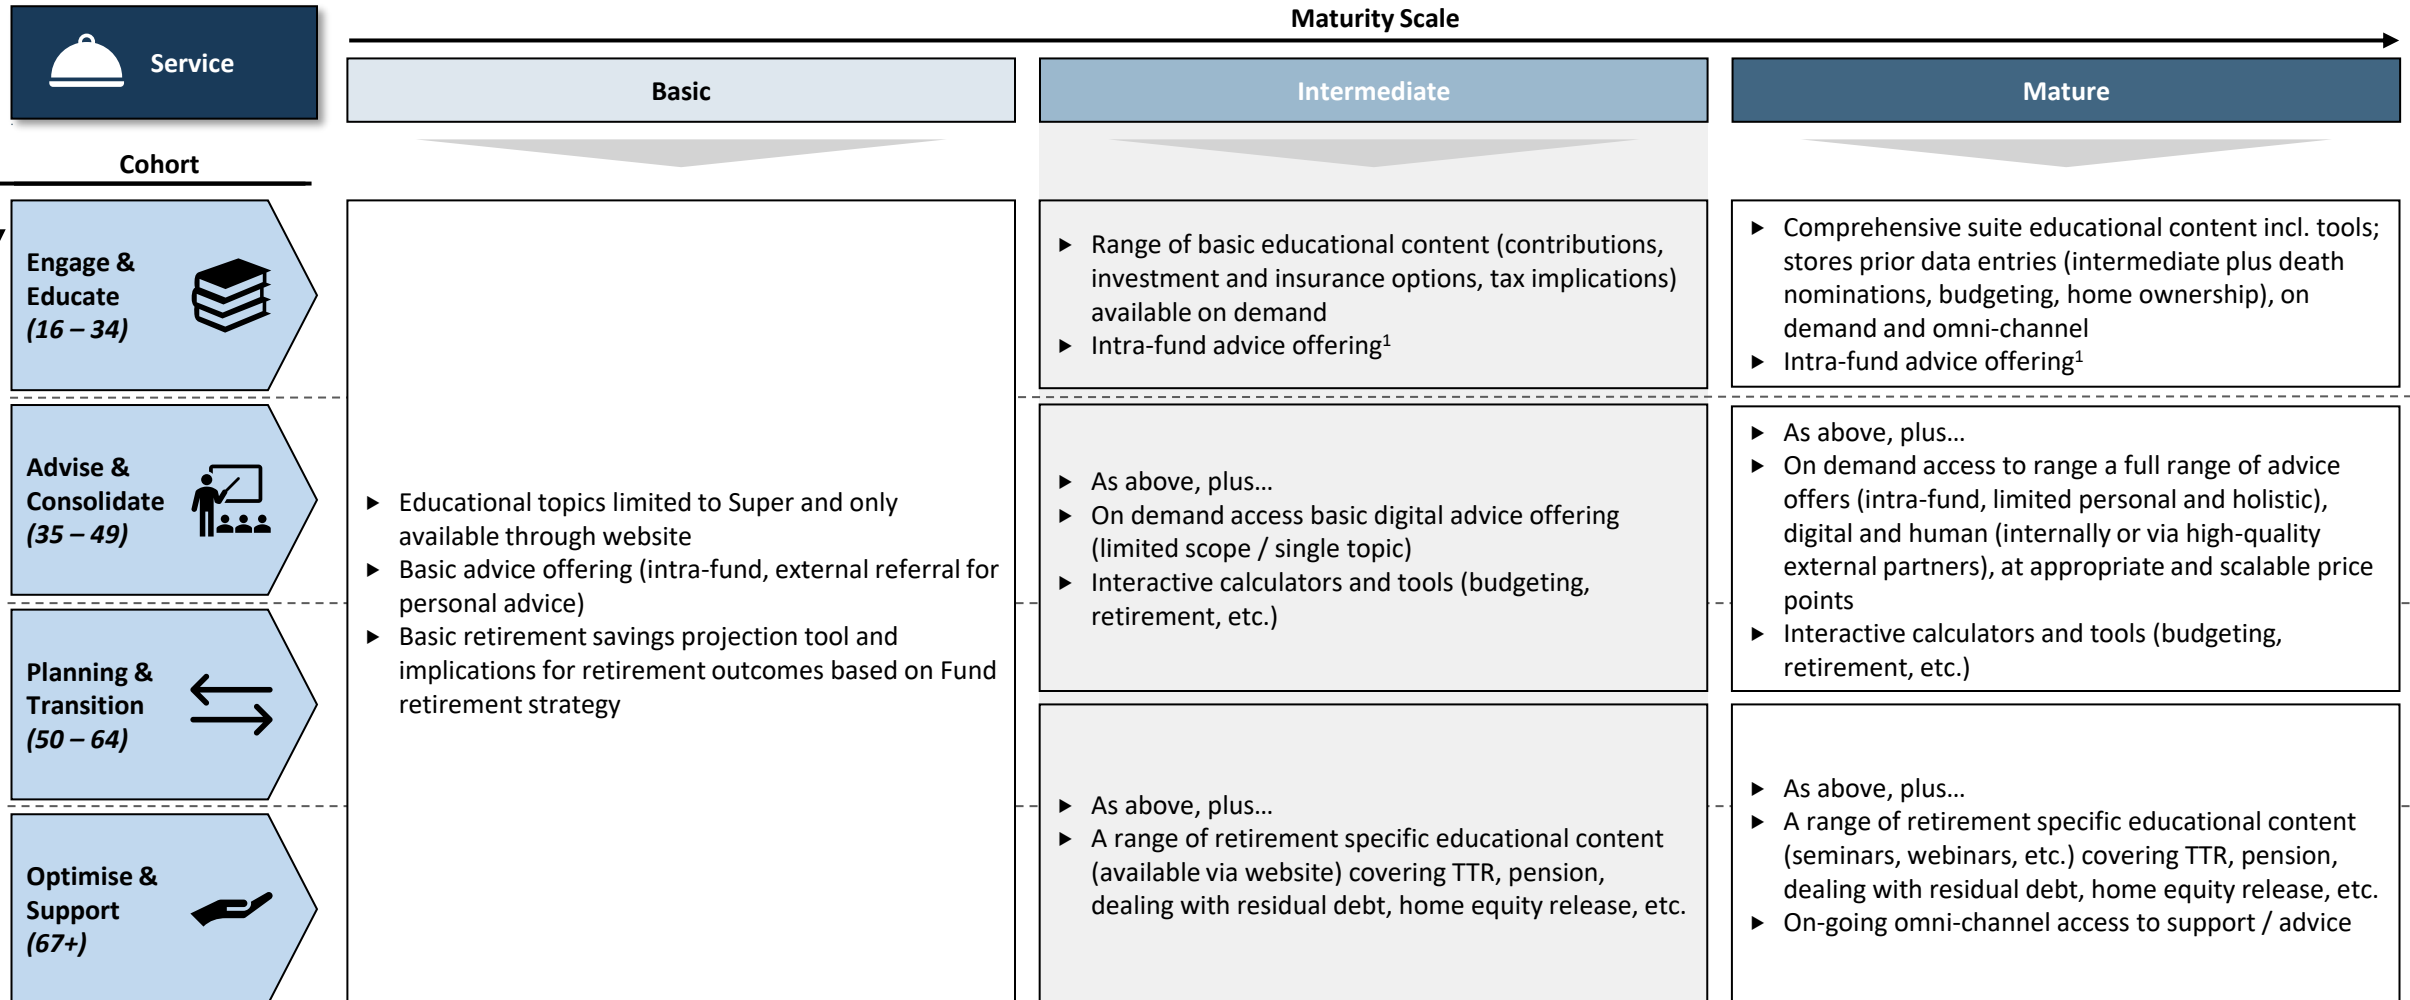 Maturity Scale
Service
Basic
Intermediate
Mature
Cohort
Engage &
Educate
(16 – 34)
Advise &
Consolidate
(35 – 49)
Planning &
Transition
(50 – 64)
Optimise &
Support
(67+)
▶ Educational topics limited to Super and only
available through website
▶ Basic advice offering (intra-fund, external referral for
personal advice)
▶ Basic retirement savings projection tool and
implications for retirement outcomes based on Fund
retirement strategy
▶ Range of basic educational content (contributions,
investment and insurance options, tax implications)
available on demand
▶ Intra-fund advice offering¹
▶ As above, plus…
▶ On demand access basic digital advice offering
(limited scope / single topic)
▶ Interactive calculators and tools (budgeting,
retirement, etc.)
▶ As above, plus…
▶ A range of retirement specific educational content
(available via website) covering TTR, pension,
dealing with residual debt, home equity release, etc.
▶ Comprehensive suite educational content incl. tools;
stores prior data entries (intermediate plus death
nominations, budgeting, home ownership), on
demand and omni-channel
▶ Intra-fund advice offering¹
▶ As above, plus…
▶ On demand access to range a full range of advice
offers (intra-fund, limited personal and holistic),
digital and human (internally or via high-quality
external partners), at appropriate and scalable price
points
▶ Interactive calculators and tools (budgeting,
retirement, etc.)
▶ As above, plus…
▶ A range of retirement specific educational content
(seminars, webinars, etc.) covering TTR, pension,
dealing with residual debt, home equity release, etc.
▶ On-going omni-channel access to support / advice